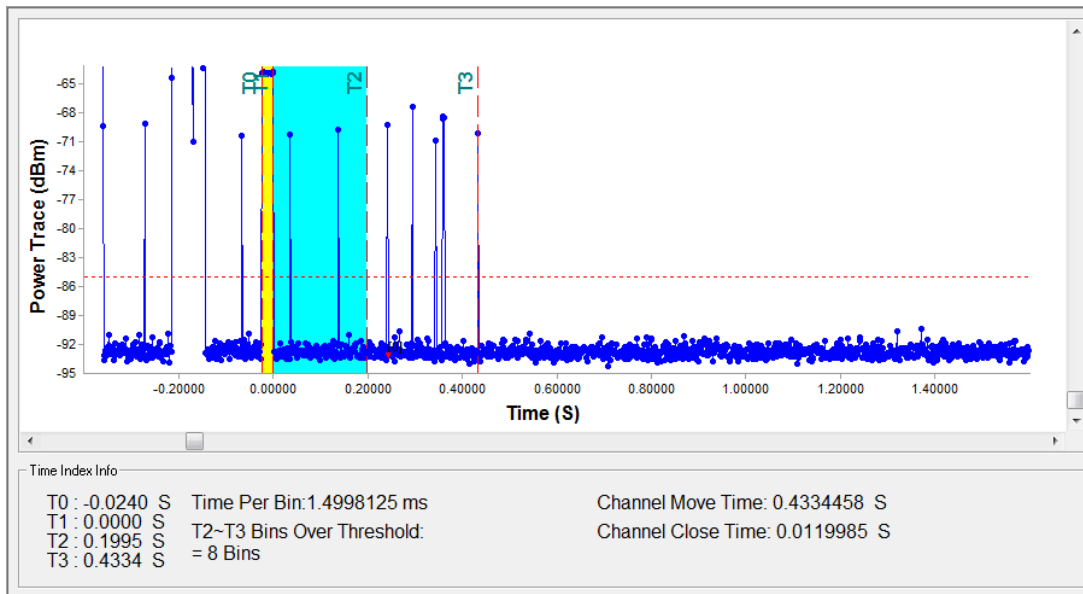 T0
T2
T3
-65
-68
-71
-74
-77
-80
-83
-86
-89
-92
-95
Power Trace (dBm)
-0.20000 0.00000 0.20000 0.40000 0.60000 0.80000 1.00000 1.20000 1.40000
Time (S)
Time Index Info
T0 : -0.0240 S
T1 : 0.0000 S
T2 : 0.1995 S
T3 : 0.4334 S
Time Per Bin:1.4998125 ms
T2~T3 Bins Over Threshold:
= 8 Bins
Channel Move Time: 0.4334458 S
Channel Close Time: 0.0119985 S